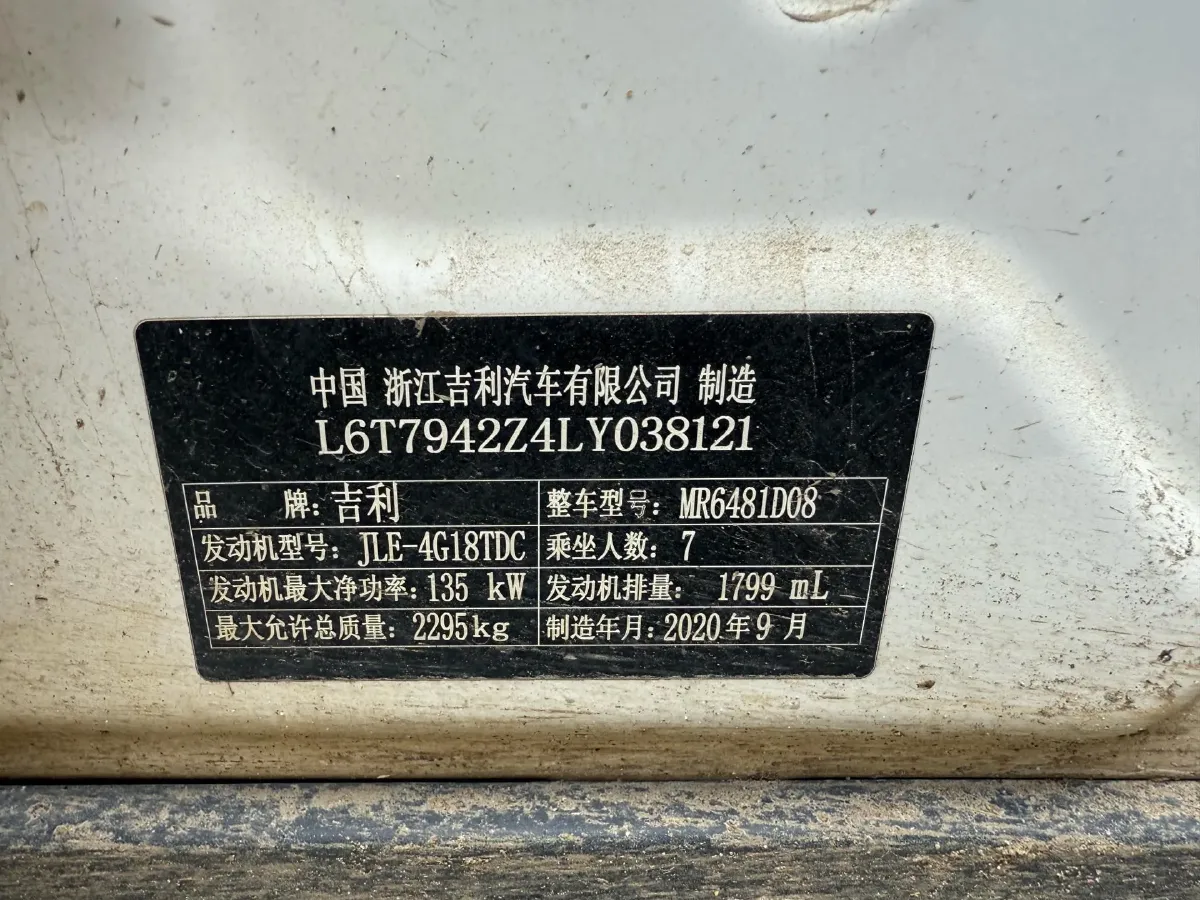 中国 浙江吉利汽车有限公司 制造
L6T7942Z4LY038121
品 牌：吉利 整车型号：MR6481D08
发动机型号：JLE-4G18TDC 乘坐人数：7
发动机最大净功率：135 kW 发动机排量：1799 mL
最大允许总质量：2295kg 制造年月：2020年9月